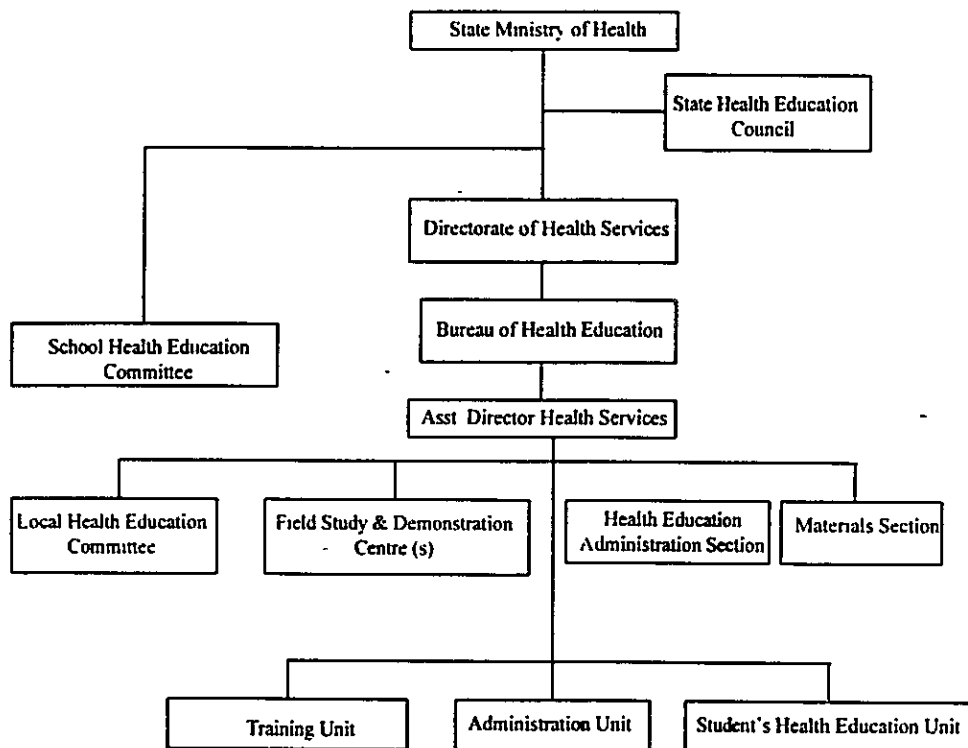 State Ministry of Health
State Health Education
Council
Directorate of Health Services
Bureau of Health Education
School Health Education
Committee
Asst Director Health Services
Local Health Education
Committee
Field Study & Demonstration
Centre (s)
Health Education
Administration Section
Materials Section
Training Unit
Administration Unit
Student's Health Education Unit